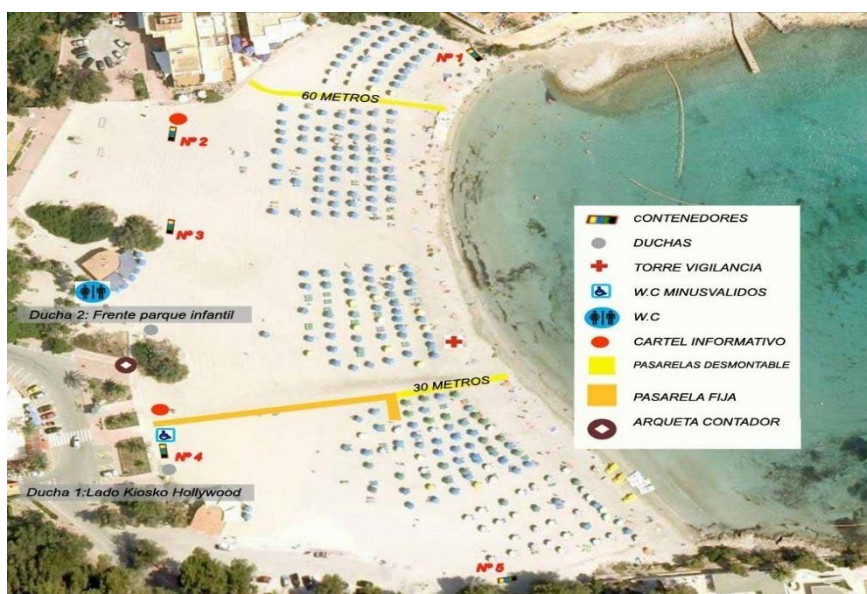 Nº 1
60 METROS
Nº 2
Nº 3
Ducha 2: Frente parque infantil
30 METROS
Nº 4
Ducha 1:Lado Kiosko Hollywood
Nº 5
CONTENEDORES
DUCHAS
TORRE VIGILANCIA
W.C MINUSVALIDOS
W.C
CARTEL INFORMATIVO
PASARELAS DESMONTABLE
PASARELA FIJA
ARQUETA CONTADOR